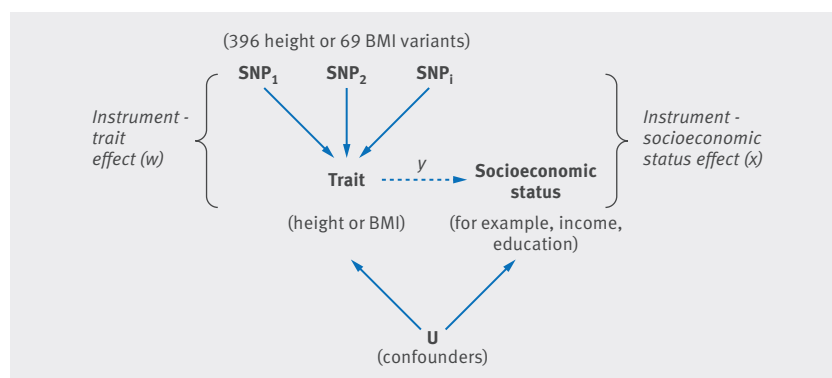 (396 height or 69 BMI variants)
SNP1 SNP2 SNPi
Instrument -
trait
effect (w)
Instrument -
socioeconomic
status effect (x)
y
Trait
Socioeconomic
status
(height or BMI)
(for example, income,
education)
U
(confounders)